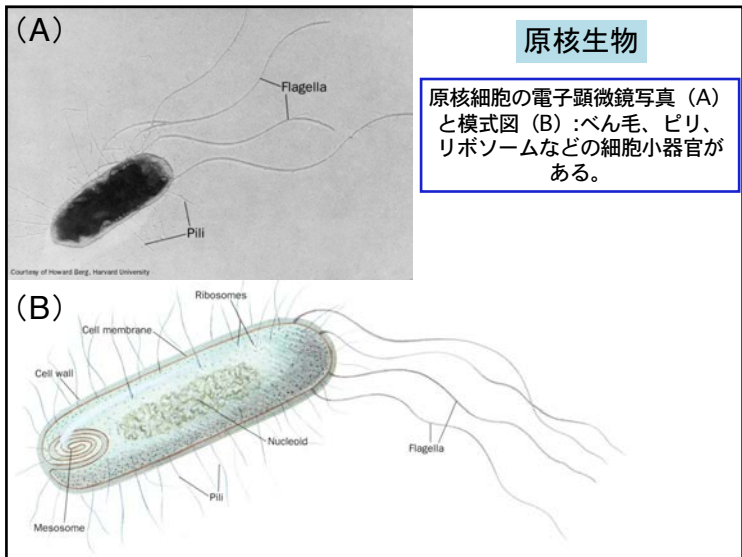 (A)
原核生物
Flagella
原核細胞の電子顕微鏡写真（A）
と模式図（B）:べん毛、ピリ、
リボソームなどの細胞小器官が
ある。
Pili
Courtesy of Howard Berg, Harvard University
(B)
Ribosomes
Cell membrane
Cell wall
Nucleoid
Flagella
Pili
Mesosome